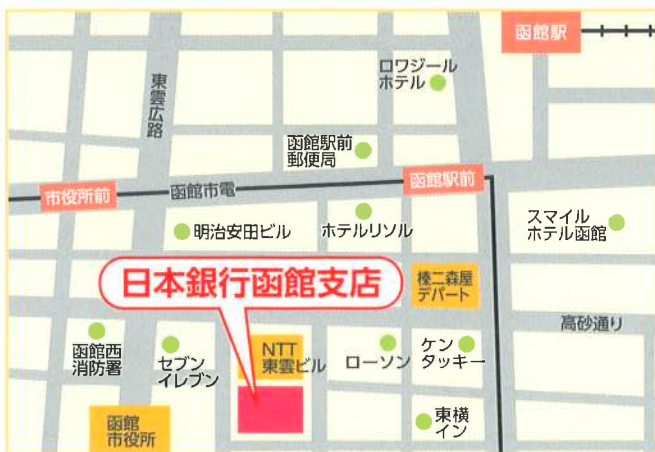 函館駅
ロワジール
ホテル
東雲広路
函館駅前
郵便局
函館市電
函館駅前
市役所前
明治安田ビル
ホテルリソル
スマイル
ホテル函館
日本銀行函館支店
棒二森屋
デパート
高砂通り
函館西
消防署
セブン
イレブン
NTT
東雲ビル
ローソン
ケン
タッキー
函館
市役所
東横
イン